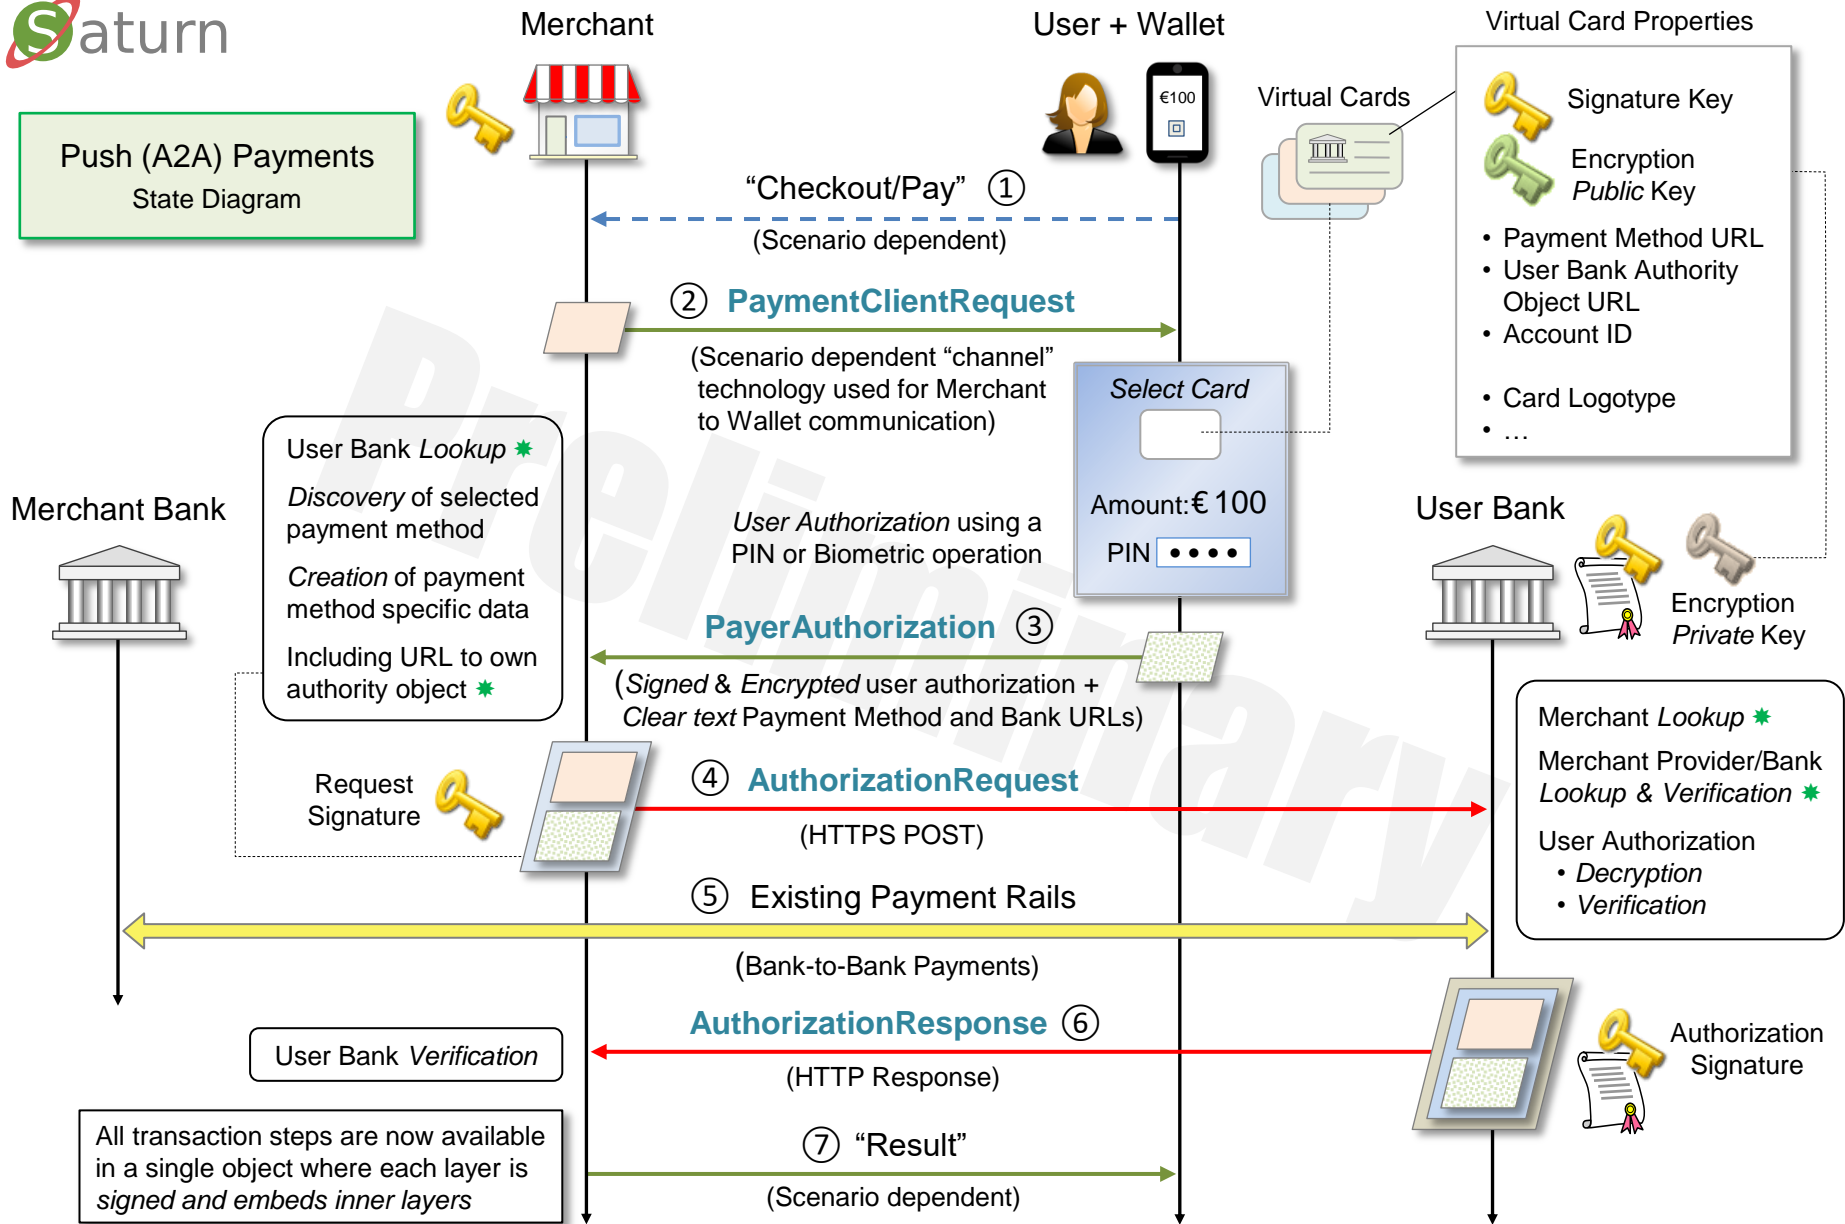 Saturn
Merchant
User + Wallet
Virtual Card Properties
Push (A2A) Payments
State Diagram
€100
Virtual Cards
Signature Key
Encryption
Public Key
• Payment Method URL
• User Bank Authority
Object URL
• Account ID
• Card Logotype
• …
“Checkout/Pay” ①
(Scenario dependent)
② PaymentClientRequest
(Scenario dependent “channel”
technology used for Merchant
to Wallet communication)
Select Card
Amount: € 100
PIN
User Authorization using a
PIN or Biometric operation
User Bank Lookup
Discovery of selected
payment method
Creation of payment
method specific data
Including URL to own
authority object
Merchant Bank
User Bank
Encryption
Private Key
PayerAuthorization ③
(Signed & Encrypted user authorization +
Clear text Payment Method and Bank URLs)
Merchant Lookup
Merchant Provider/Bank
Lookup & Verification
User Authorization
• Decryption
• Verification
Request
Signature
④ AuthorizationRequest
(HTTPS POST)
⑤ Existing Payment Rails
(Bank-to-Bank Payments)
AuthorizationResponse ⑥
(HTTP Response)
User Bank Verification
Authorization
Signature
All transaction steps are now available
in a single object where each layer is
signed and embeds inner layers
⑦ “Result”
(Scenario dependent)
Preliminary